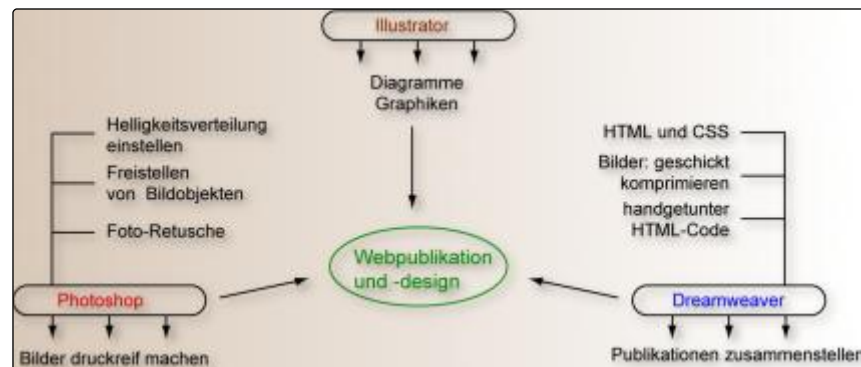 Illustrator
Diagramme
Graphiken
Helligkeitsverteilung
einstellen
Freistellen
von Bildobjekten
Foto-Retusche
HTML und CSS
Bilder: geschickt
komprimieren
handgetunter
HTML-Code
Webpublikation
und -design
Photoshop
Dreamweaver
Bilder druckreif machen
Publikationen zusammenstellen